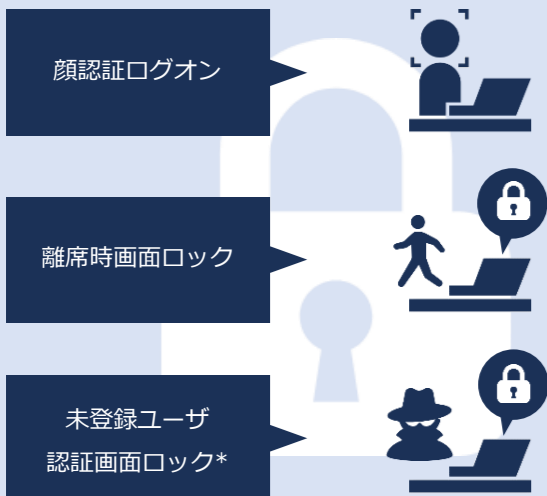 顔認証ログオン
離席時画面ロック
未登録ユーザ
認証画面ロック*